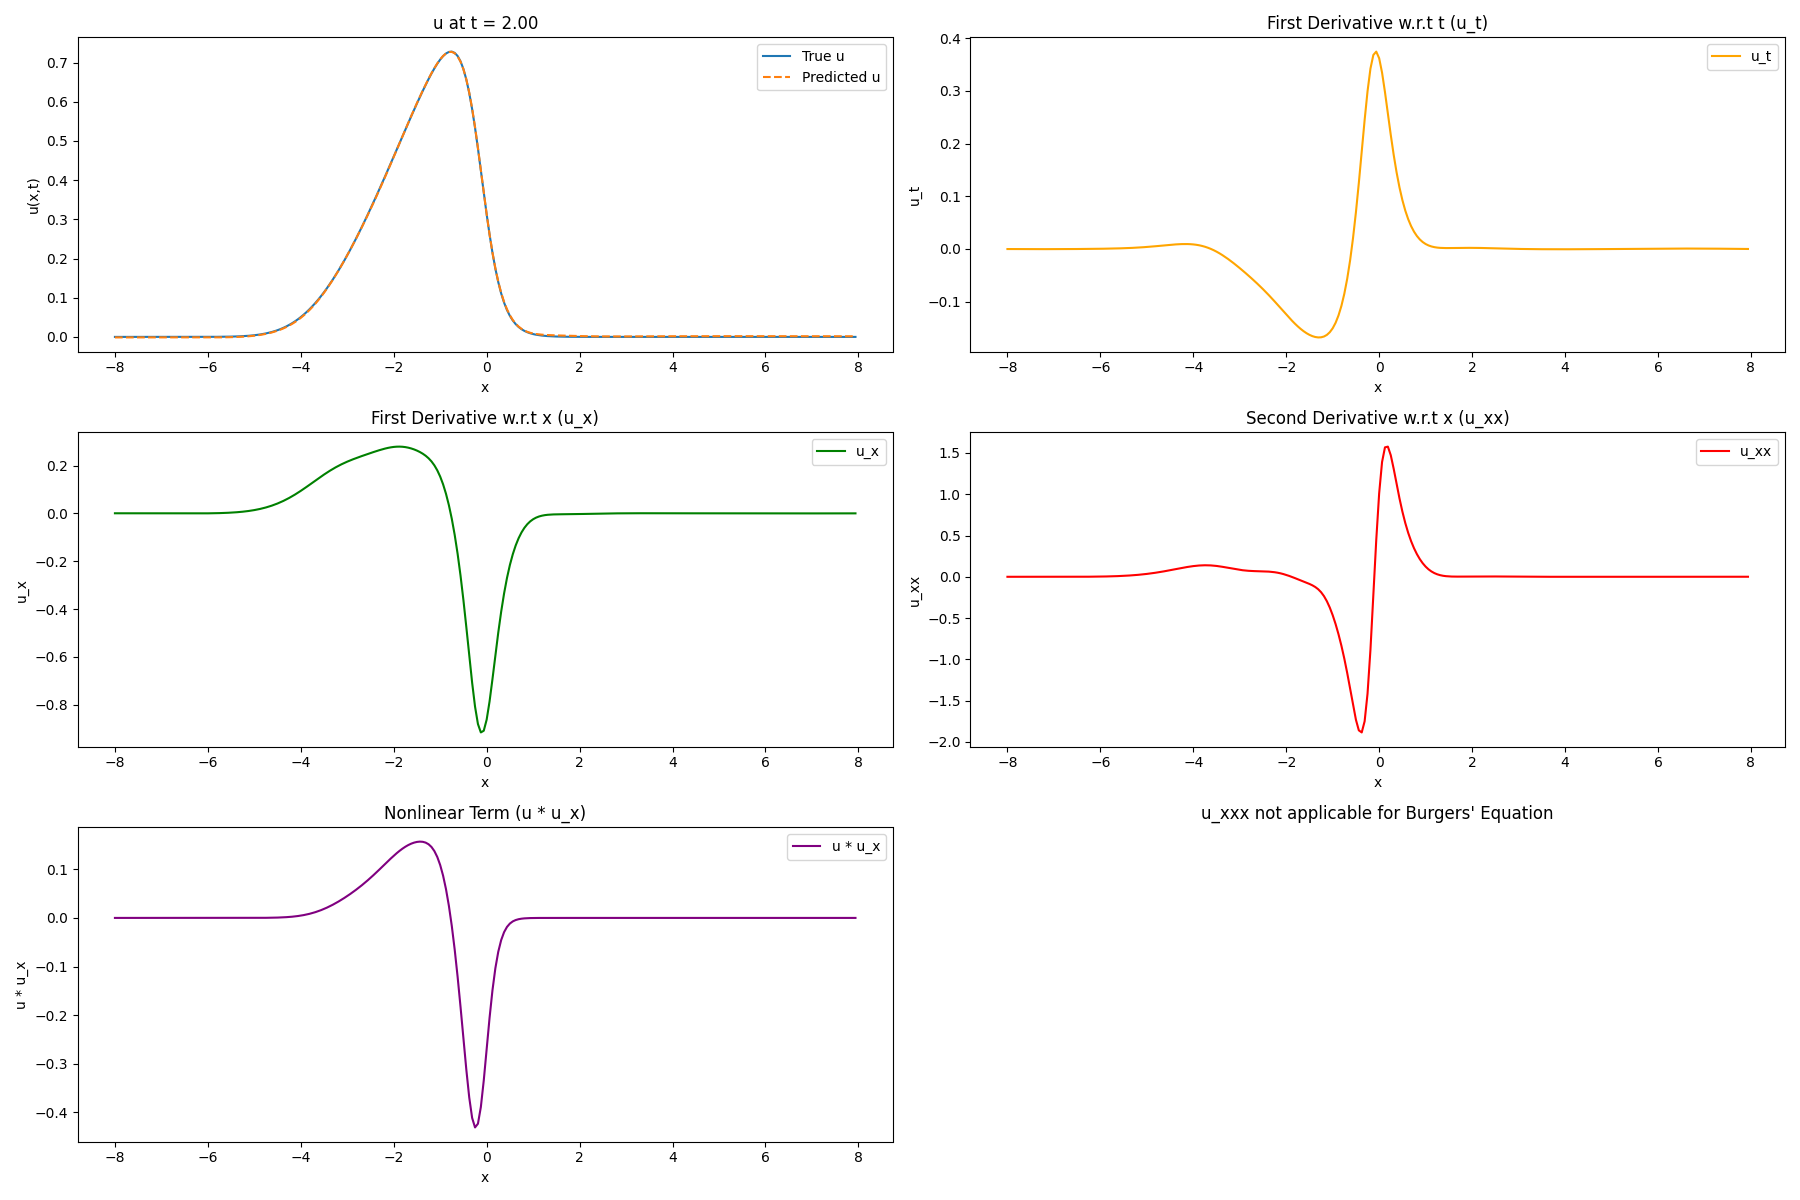 u at t = 2.00
True u
Predicted u
0.7
0.6
0.5
0.4
0.3
0.2
0.1
0.0
u(x,t)
−8 −6 −4 −2 0 2 4 6 8
x
First Derivative w.r.t t (u_t)
u_t
0.4
0.3
0.2
0.1
0.0
−0.1
u_t
−8 −6 −4 −2 0 2 4 6 8
x
First Derivative w.r.t x (u_x)
u_x
0.2
0.0
−0.2
−0.4
−0.6
−0.8
u_x
−8 −6 −4 −2 0 2 4 6 8
x
Second Derivative w.r.t x (u_xx)
u_xx
1.5
1.0
0.5
0.0
−0.5
−1.0
−1.5
−2.0
u_xx
−8 −6 −4 −2 0 2 4 6 8
x
Nonlinear Term (u * u_x)
u * u_x
0.1
0.0
−0.1
−0.2
−0.3
−0.4
u * u_x
−8 −6 −4 −2 0 2 4 6 8
x
u_xxx not applicable for Burgers' Equation